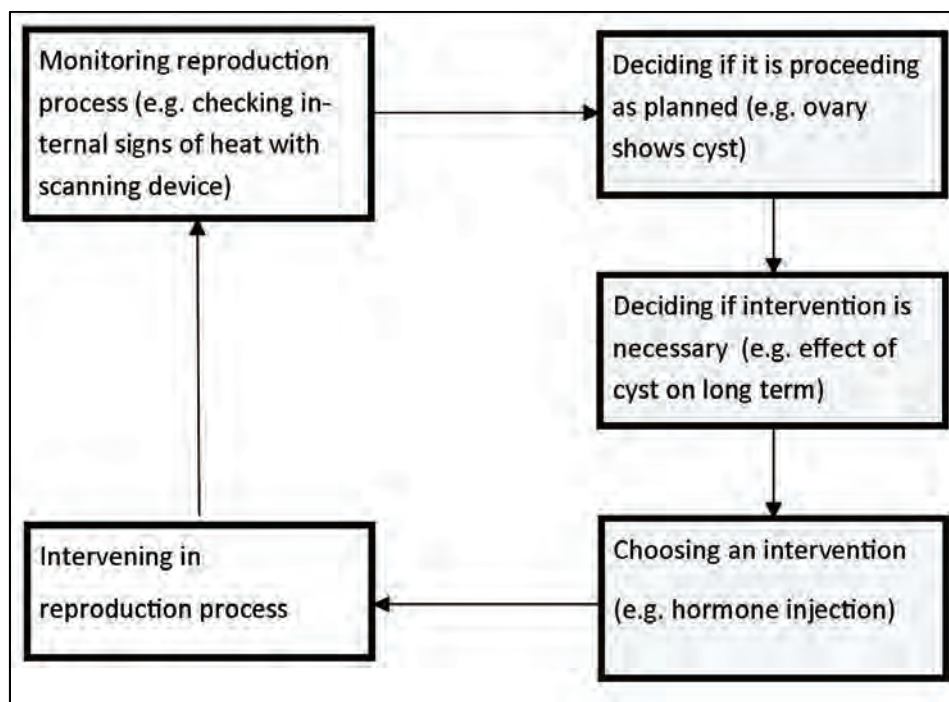 Monitoring reproduction
process (e.g. checking in-
ternal signs of heat with
scanning device)
Deciding if it is proceeding
as planned (e.g. ovary
shows cyst)
Deciding if intervention is
necessary (e.g. effect of
cyst on long term)
Choosing an intervention
(e.g. hormone injection)
Intervening in
reproduction process